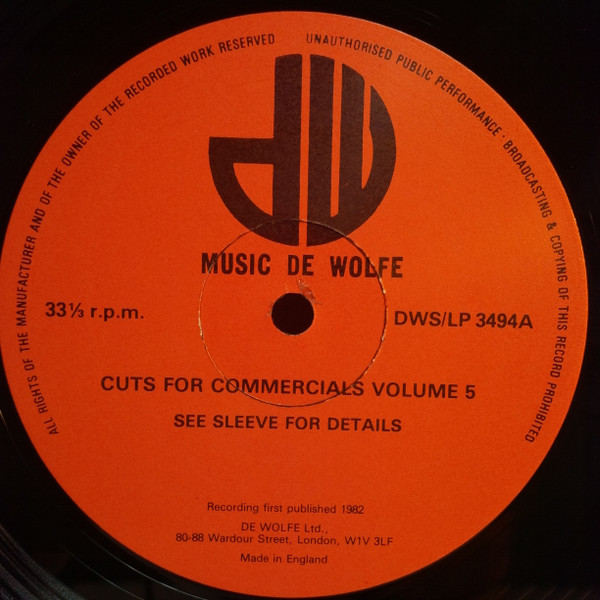 ALL RIGHTS OF THE MANUFACTURER AND OF THE OWNER OF THE RECORDED WORK RESERVED
UNAUTHORISED PUBLIC PERFORMANCE · BROADCASTING & COPYING OF THIS RECORD PROHIBITED
dW
MUSIC DE WOLFE
33⅓ r.p.m.
DWS/LP 3494A
CUTS FOR COMMERCIALS VOLUME 5
SEE SLEEVE FOR DETAILS
Recording first published 1982
DE WOLFE Ltd.,
80-88 Wardour Street, London, W1V 3LF
Made in England